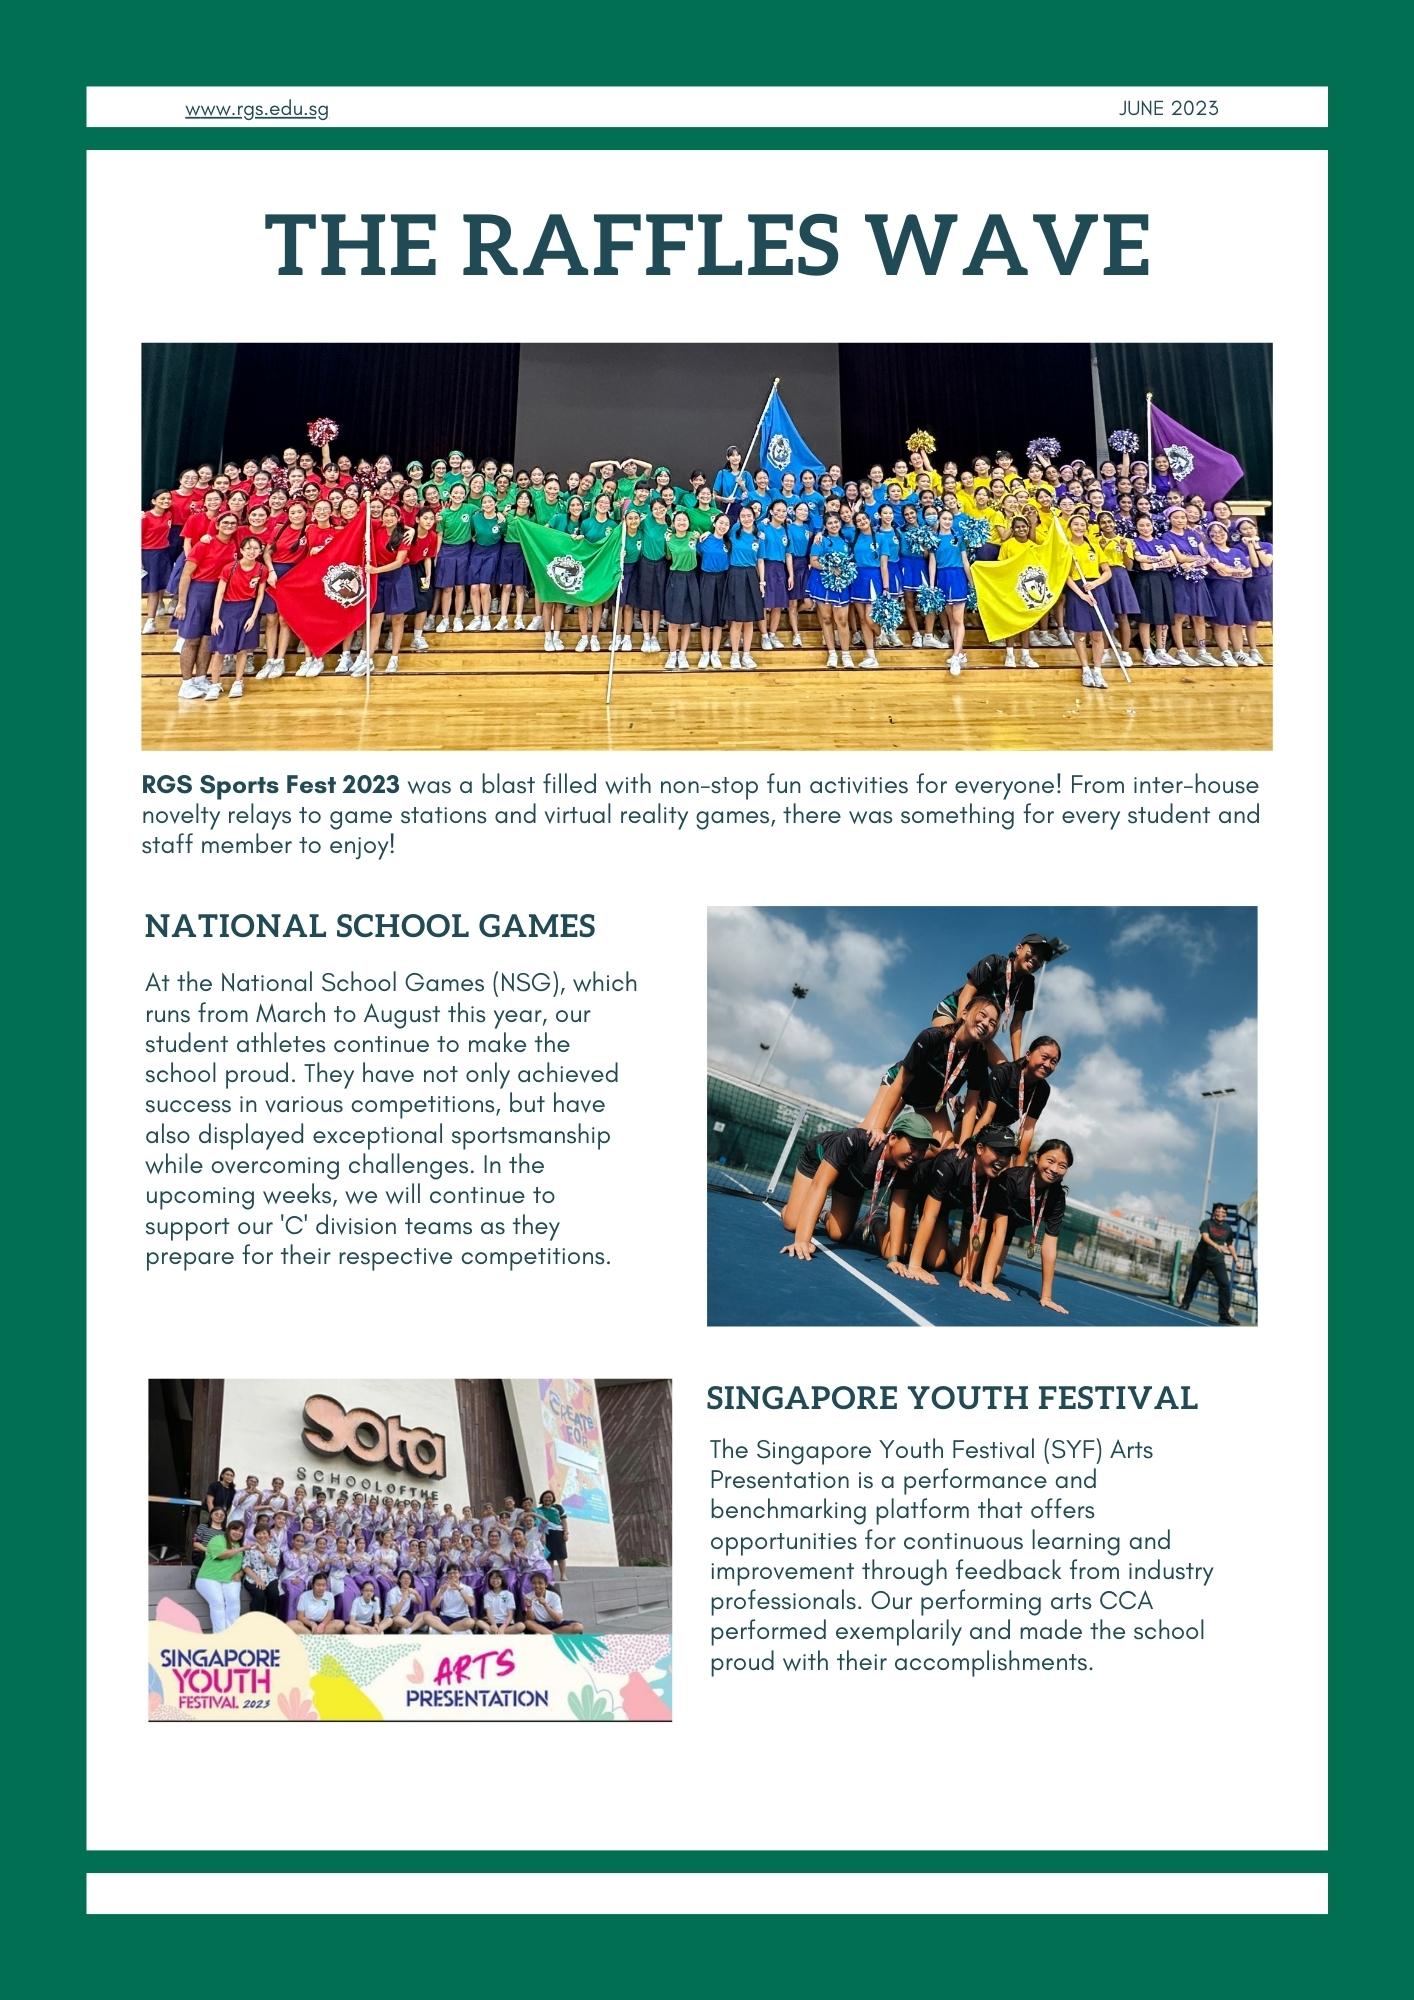 www.rgs.edu.sg
JUNE 2023
THE RAFFLES WAVE
RGS Sports Fest 2023 was a blast filled with non-stop fun activities for everyone! From inter-house
novelty relays to game stations and virtual reality games, there was something for every student and
staff member to enjoy!
NATIONAL SCHOOL GAMES
At the National School Games (NSG), which
runs from March to August this year, our
student athletes continue to make the
school proud. They have not only achieved
success in various competitions, but have
also displayed exceptional sportsmanship
while overcoming challenges. In the
upcoming weeks, we will continue to
support our 'C' division teams as they
prepare for their respective competitions.
sota
SCHOOL OF THE
ARTS SINGAPORE
CREATE
FOR
SINGAPORE
YOUTH
FESTIVAL 2023
ARTS
PRESENTATION
SINGAPORE YOUTH FESTIVAL
The Singapore Youth Festival (SYF) Arts
Presentation is a performance and
benchmarking platform that offers
opportunities for continuous learning and
improvement through feedback from industry
professionals. Our performing arts CCA
performed exemplarily and made the school
proud with their accomplishments.